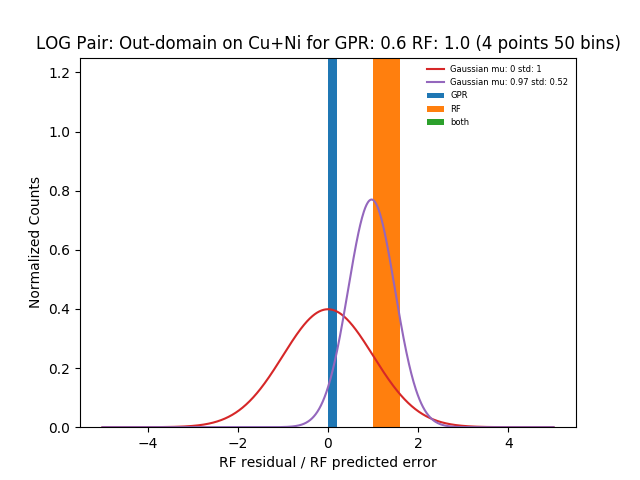 LOG Pair: Out-domain on Cu+Ni for GPR: 0.6 RF: 1.0 (4 points 50 bins)
Gaussian mu: 0 std: 1
Gaussian mu: 0.97 std: 0.52
GPR
RF
both
Normalized Counts
1.2
1.0
0.8
0.6
0.4
0.2
0.0
−4 −2 0 2 4
RF residual / RF predicted error